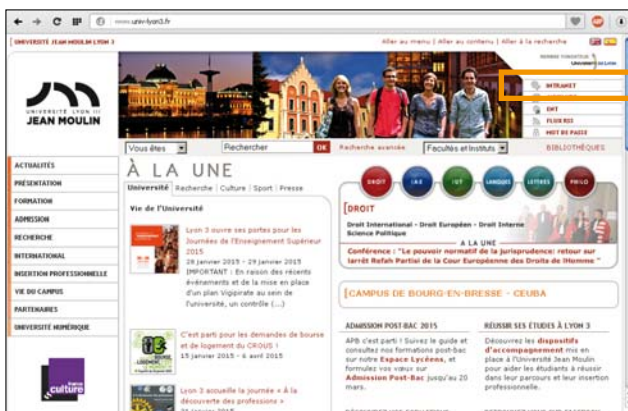 www.univ-lyon3.fr
[ UNIVERSITÉ JEAN MOULIN LYON 3
Aller au menu | Aller au contenu | Aller à la recherche
MEMBRE FONDATEUR
UNIVERSITÉ LYON III
JEAN MOULIN
INTRANET
ENT
FLUX RSS
MOT DE PASSE
Vous êtes
Rechercher
OK
Recherche avancée
Facultés et Instituts
BIBLIOTHÈQUES
ACTUALITÉS
PRÉSENTATION
FORMATION
ADMISSION
RECHERCHE
INTERNATIONAL
INSERTION PROFESSIONNELLE
VIE DU CAMPUS
PARTENAIRES
UNIVERSITÉ NUMÉRIQUE
france
culture
À LA UNE
Université | Recherche | Culture | Sport | Presse
Vie de l'Université
Lyon 3 ouvre ses portes pour les
Journées de l'Enseignement Supérieur
2015
28 janvier 2015 - 29 janvier 2015
IMPORTANT : En raison des récents
événements et de la mise en place
d'un plan Vigipirate au sein de
l'université, un contrôle (...)
C'est parti pour les demandes de bourse
et de logement du CROUS !
15 janvier 2015 - 6 avril 2015
Lyon 3 accueille la journée « À la
découverte des professions »
DROIT
IAE
IUT
LANGUES
LETTRES
PHILO
[DROIT
Droit International - Droit Européen - Droit Interne
Science Politique
A LA UNE
Conférence : "Le pouvoir normatif de la jurisprudence: retour sur
larrêt Rafah Partial de la Cour Européenne des Droits de lHomme "
[CAMPUS DE BOURG-EN-BRESSE - CEUBA
ADMISSION POST-BAC 2015
APB c'est parti ! Suivez le guide et
consultez nos formations post-bac
sur notre Espace Lycéens, et
formulez vos vœux sur
Admission Post-Bac jusqu'au 20
mars.
RÉUSSIR SES ÉTUDES À LYON 3
Découvrez les dispositifs
d'accompagnement mis en
place à l'Université Jean Moulin
pour aider les étudiants à réussir
dans leur parcours et leur insertion
professionnelle.